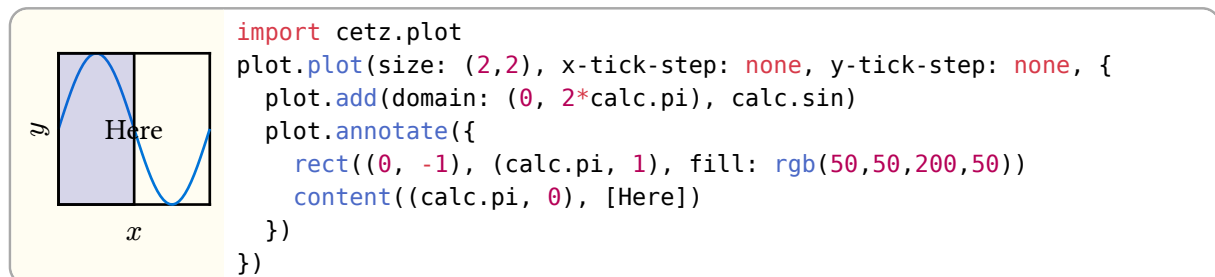 y
Here
x
import cetz.plot
plot.plot(size: (2,2), x-tick-step: none, y-tick-step: none, {
  plot.add(domain: (0, 2*calc.pi), calc.sin)
  plot.annotate({
    rect((0, -1), (calc.pi, 1), fill: rgb(50,50,200,50))
    content((calc.pi, 0), [Here])
  })
})